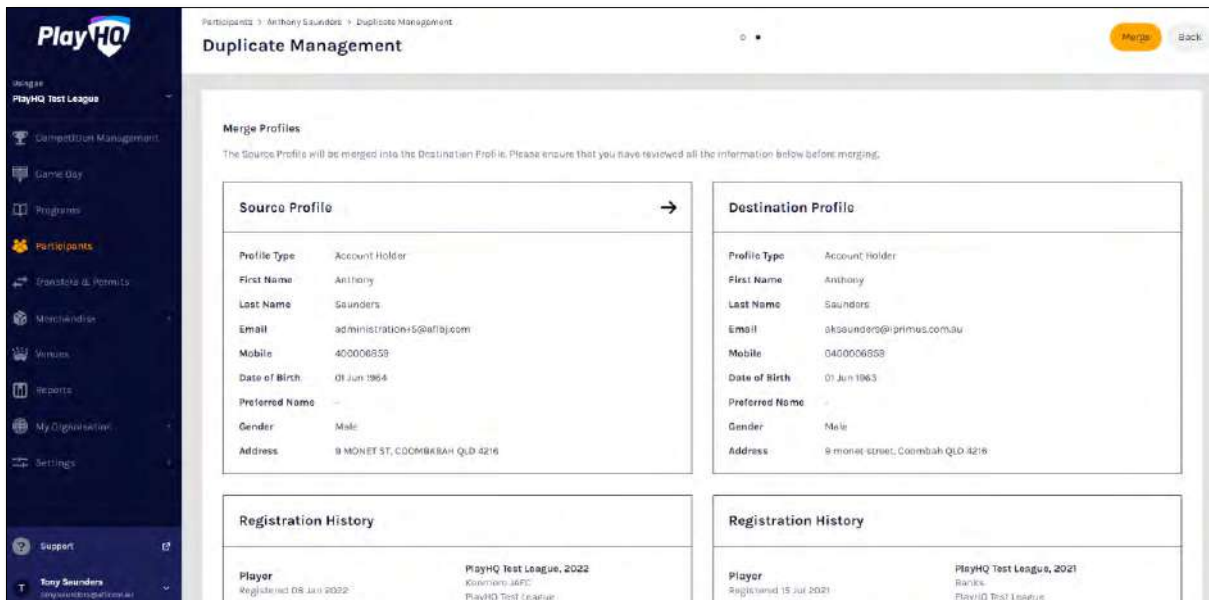 PlayHQ
PlayHQ Test League
Competition Management
Game Day
Programs
Participants
Transfers & Permits
Merchandise
Venues
Reports
My Organisation
Settings
Support
Tony Saunders
Participants > Anthony Saunders > Duplicate Management
Duplicate Management
Merge
Back
Merge Profiles
The Source Profile will be merged into the Destination Profile. Please ensure that you have reviewed all the information below before merging.
Source Profile →
Profile Type Account Holder
First Name Anthony
Last Name Saunders
Email administration+5@aflbj.com
Mobile 400006859
Date of Birth 01 Jun 1964
Preferred Name -
Gender Male
Address 9 MONET ST, COOMBABAH QLD 4216
Destination Profile
Profile Type Account Holder
First Name Anthony
Last Name Saunders
Email aksaunders@iprimus.com.au
Mobile 0400006859
Date of Birth 01 Jun 1963
Preferred Name -
Gender Male
Address 9 monet street, Coombah QLD 4216
Registration History
Player
Registered 08 Jan 2022
PlayHQ Test League, 2022
PlayHQ Test League
Registration History
Player
Registered 15 Jul 2021
PlayHQ Test League, 2021
Banks
PlayHQ Test League